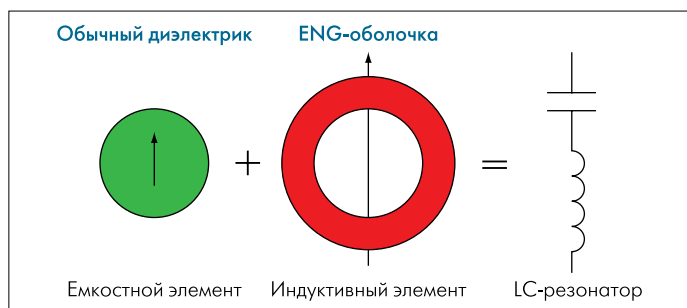 Обычный диэлектрик
ENG-оболочка
+
=
Емкостной элемент
Индуктивный элемент
LC-резонатор